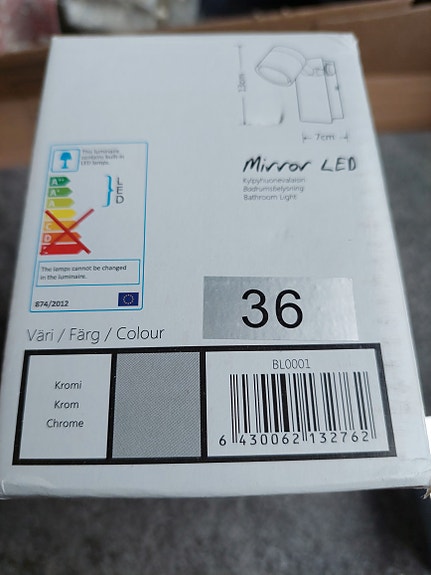 13cm
7cm
Mirror LED
Kylpyhuonevalaisin
Badrumsbelysning
Bathroom Light
This luminaire
contains built-in
LED lamps.
A++
A+
A
B
C
D
LED
The lamps cannot be changed
in the luminaire.
874/2012
36
Väri / Färg / Colour
Kromi
Krom
Chrome
BL0001
6 430062 132762